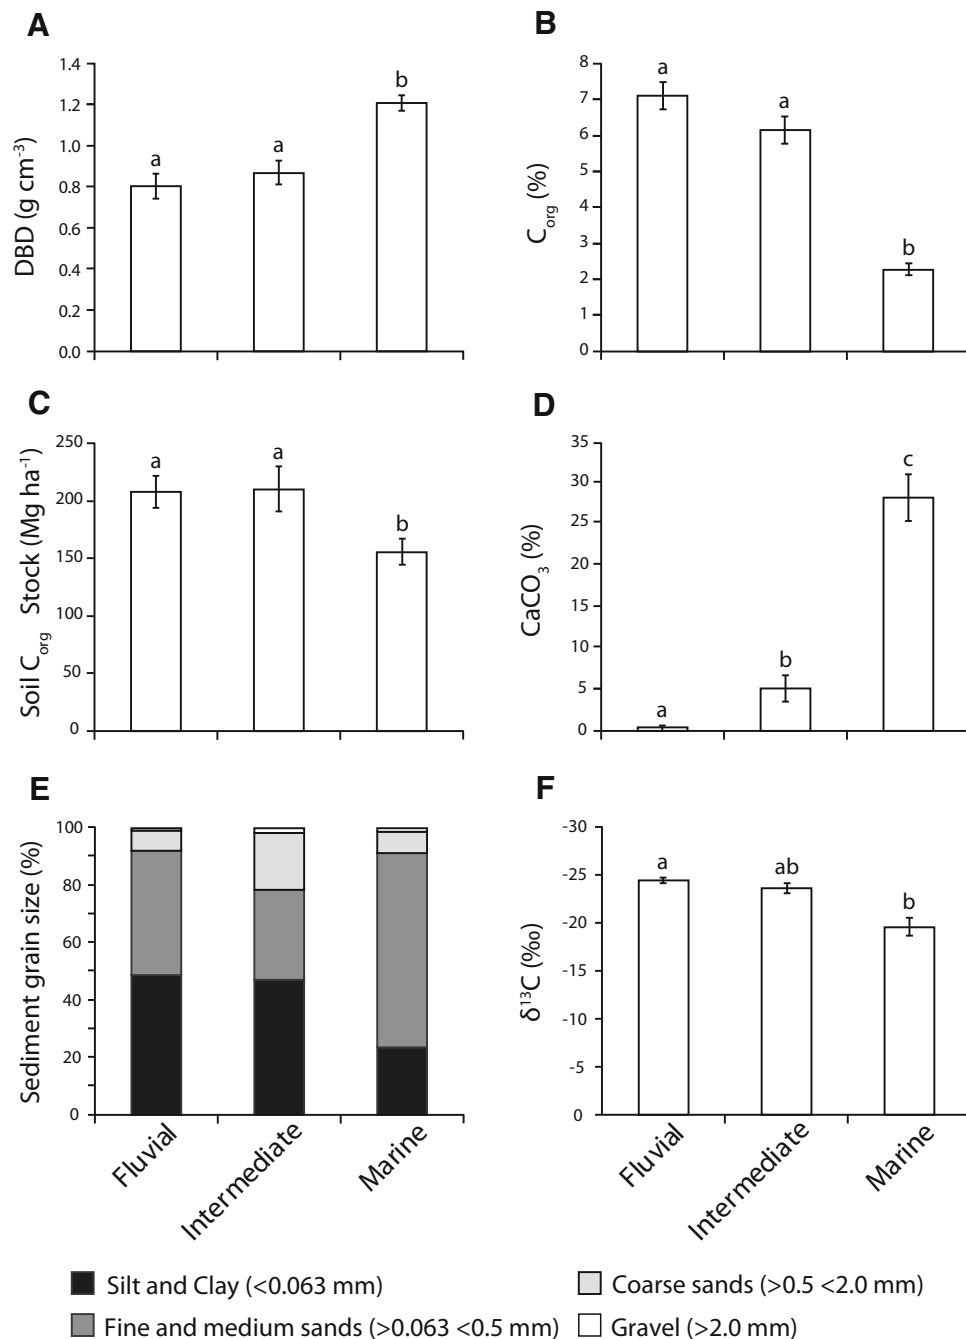 A
DBD (g cm⁻³)
1.4
1.2
1.0
0.8
0.6
0.4
0.2
0.0
a
a
b
B
C_org (%)
8
7
6
5
4
3
2
1
0
a
a
b
C
Soil C_org Stock (Mg ha⁻¹)
250
200
150
100
50
0
a
a
b
D
CaCO₃ (%)
35
30
25
20
15
10
5
0
a
b
c
E
Sediment grain size (%)
100
80
60
40
20
0
Fluvial
Intermediate
Marine
F
δ¹³C (‰)
-30
-25
-20
-15
-10
-5
0
a
ab
b
Fluvial
Intermediate
Marine
Silt and Clay (<0.063 mm)
Coarse sands (>0.5 <2.0 mm)
Fine and medium sands (>0.063 <0.5 mm)
Gravel (>2.0 mm)